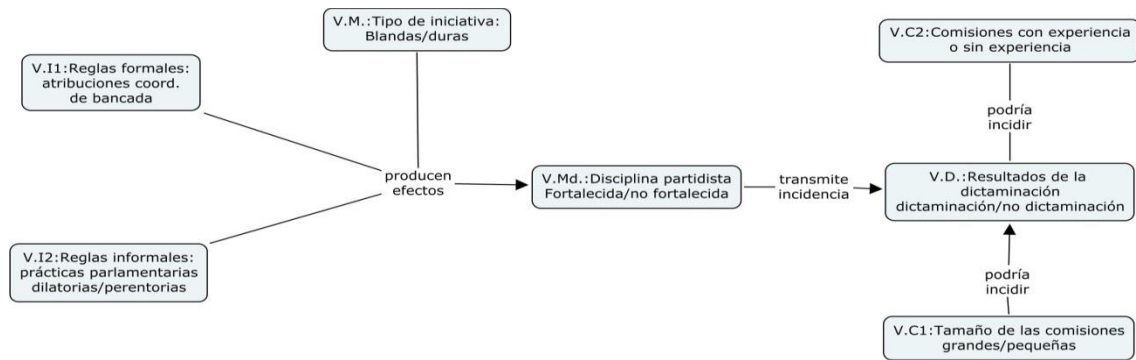 V.M.:Tipo de iniciativa:
Blandas/duras
V.C2:Comisiones con experiencia
o sin experiencia
V.I1:Reglas formales:
atribuciones coord.
de bancada
podría
incidir
producen
efectos
V.Md.:Disciplina partidista
Fortalecida/no fortalecida
transmite
incidencia
V.D.:Resultados de la
dictaminación
dictaminación/no dictaminación
V.I2:Reglas informales:
prácticas parlamentarias
dilatorias/perentorias
podría
incidir
V.C1:Tamaño de las comisiones
grandes/pequeñas